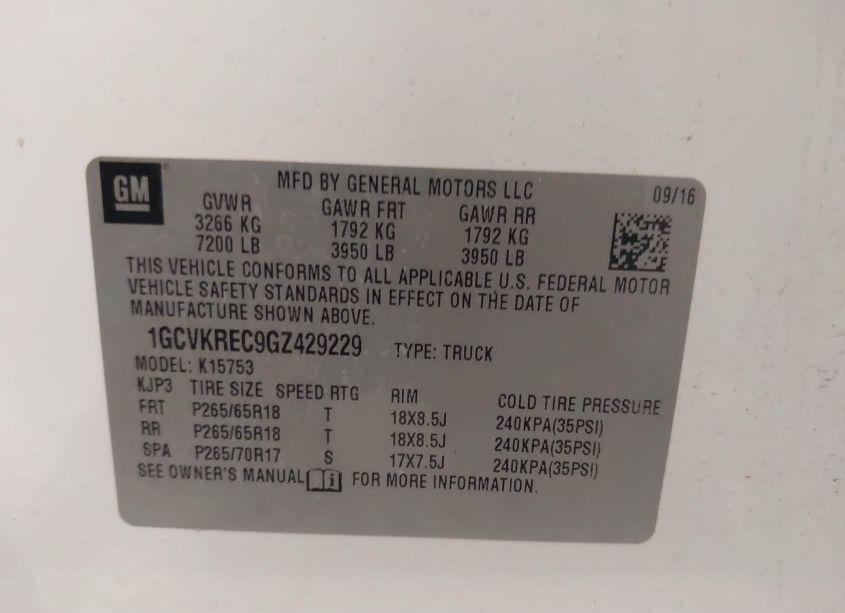 GM
MFD BY GENERAL MOTORS LLC 09/16
GVWR GAWR FRT GAWR RR
3266 KG 1792 KG 1792 KG
7200 LB 3950 LB 3950 LB
THIS VEHICLE CONFORMS TO ALL APPLICABLE U.S. FEDERAL MOTOR
VEHICLE SAFETY STANDARDS IN EFFECT ON THE DATE OF
MANUFACTURE SHOWN ABOVE.
1GCVKREC9GZ429229 TYPE: TRUCK
MODEL: K15753
KJP3 TIRE SIZE SPEED RTG RIM COLD TIRE PRESSURE
FRT P265/65R18 T 18X8.5J 240KPA(35PSI)
RR P265/65R18 T 18X8.5J 240KPA(35PSI)
SPA P265/70R17 S 17X7.5J 240KPA(35PSI)
SEE OWNER'S MANUAL i FOR MORE INFORMATION.